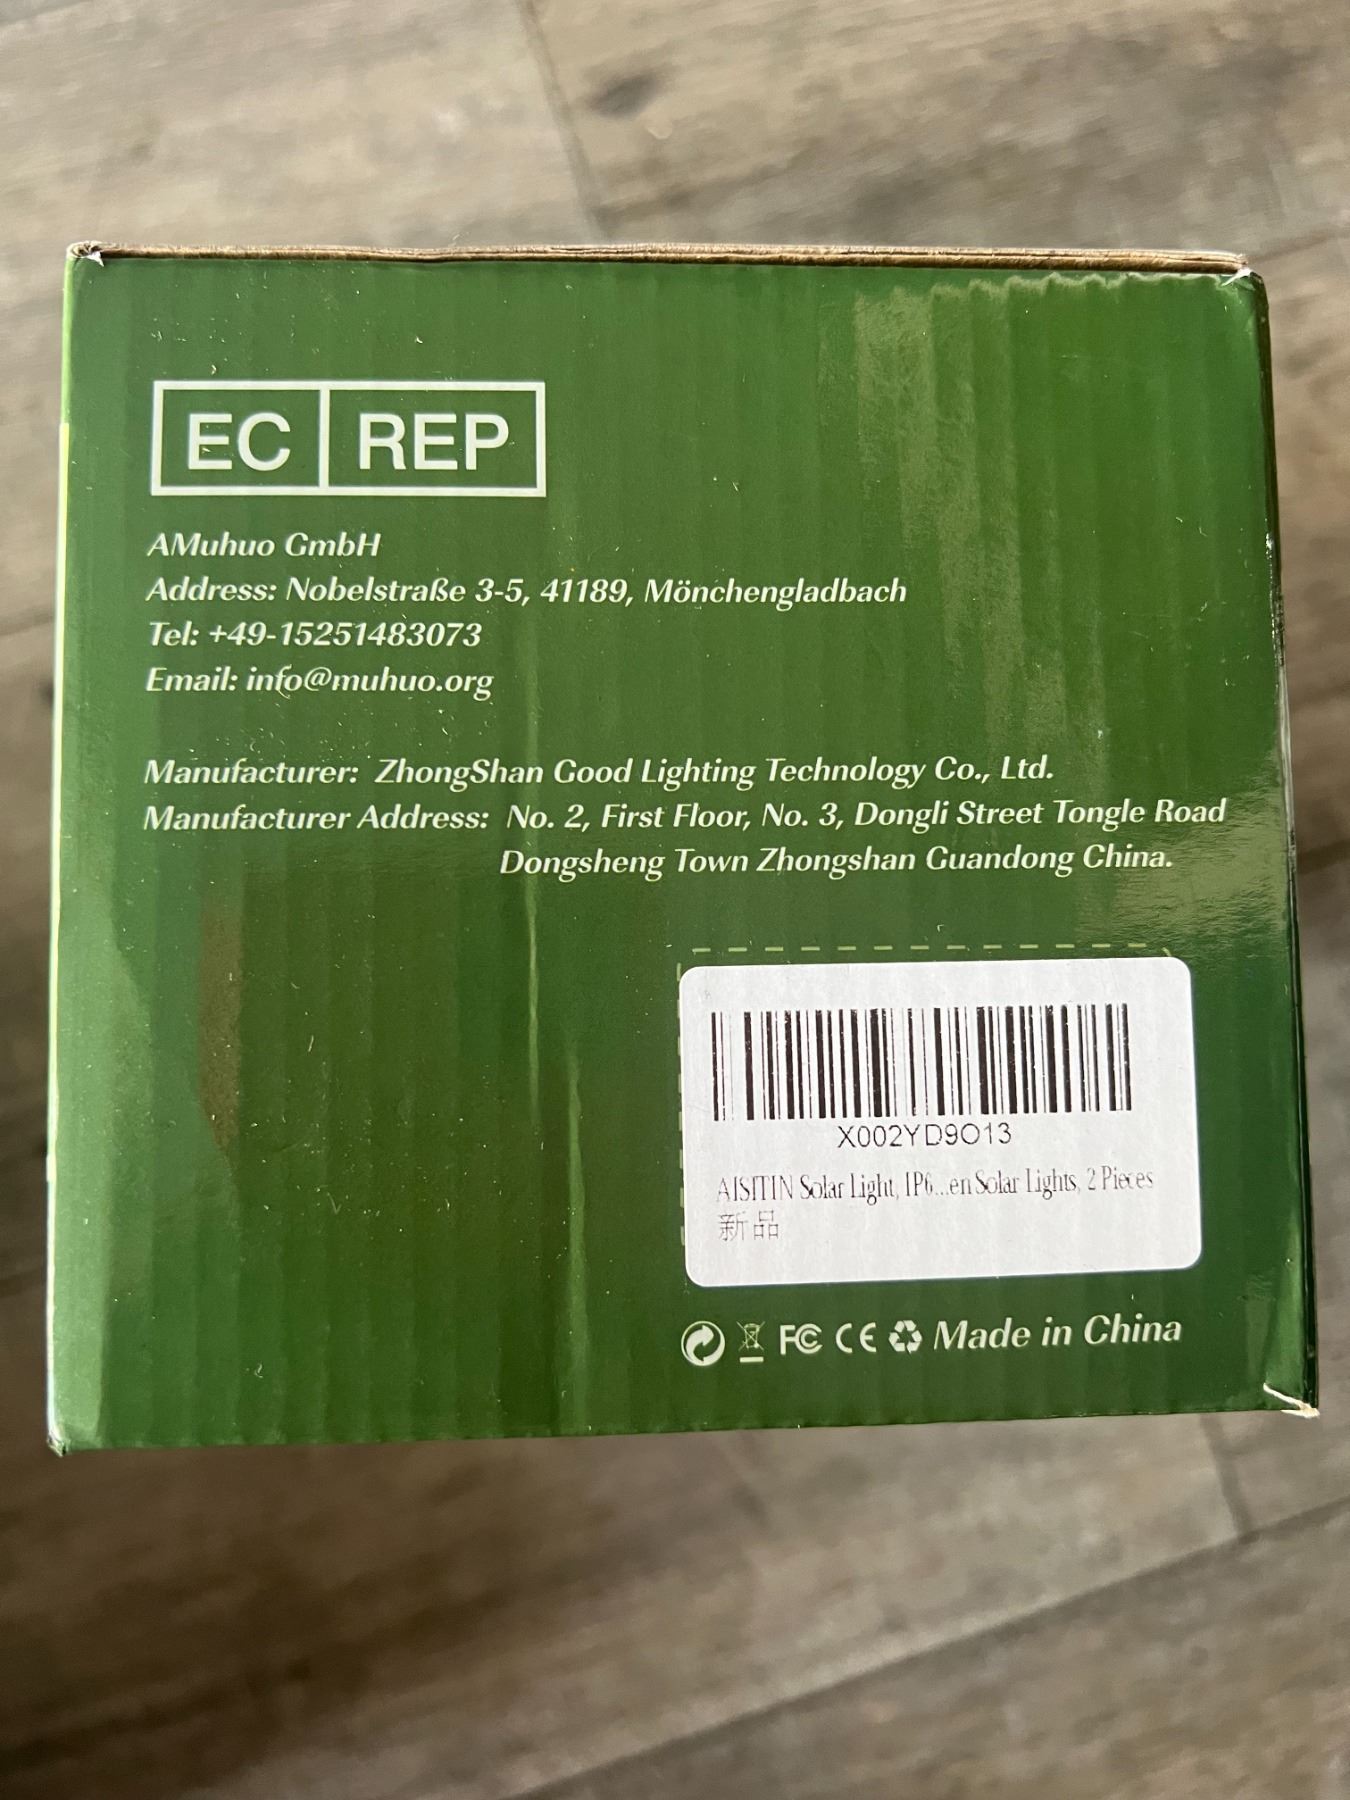 EC REP
AMuhuo GmbH
Address: Nobelstraße 3-5, 41189, Mönchengladbach
Tel: +49-15251483073
Email: info@muhuo.org
Manufacturer: ZhongShan Good Lighting Technology Co., Ltd.
Manufacturer Address: No. 2, First Floor, No. 3, Dongli Street Tongle Road
Dongsheng Town Zhongshan Guandong China.
X002YD9O13
AISITIN Solar Light, IP6...en Solar Lights, 2 Pieces
新品
FC CE Made in China